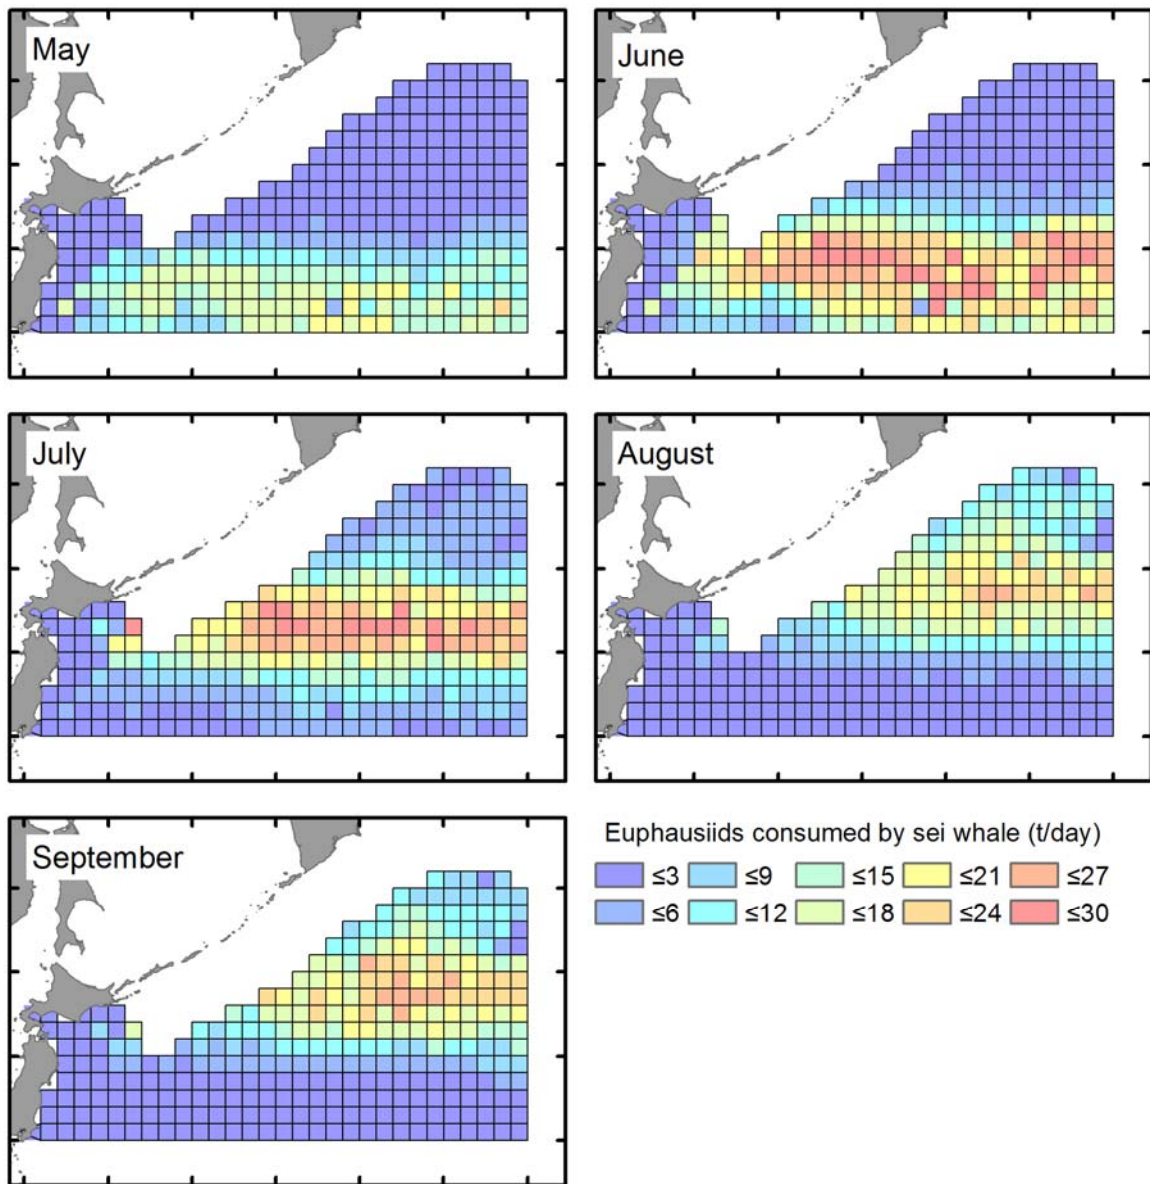 May
June
July
August
September
Euphausiids consumed by sei whale (t/day)
≤3 ≤9 ≤15 ≤21 ≤27
≤6 ≤12 ≤18 ≤24 ≤30